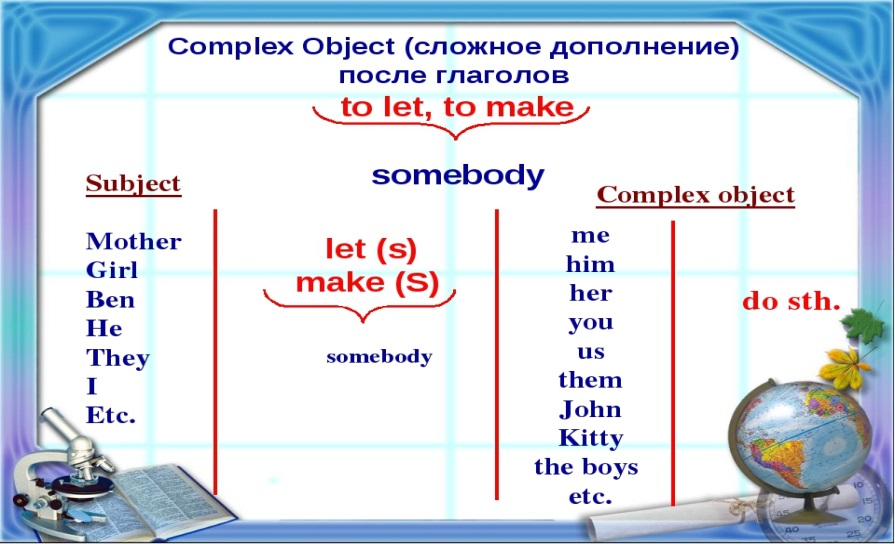 Complex Object (сложное дополнение)
после глаголов
to let, to make
somebody
Subject
Mother
Girl
Ben
He
They
I
Etc.
let (s)
make (S)
somebody
Complex object
me
him
her
you
us
them
John
Kitty
the boys
etc.
do sth.